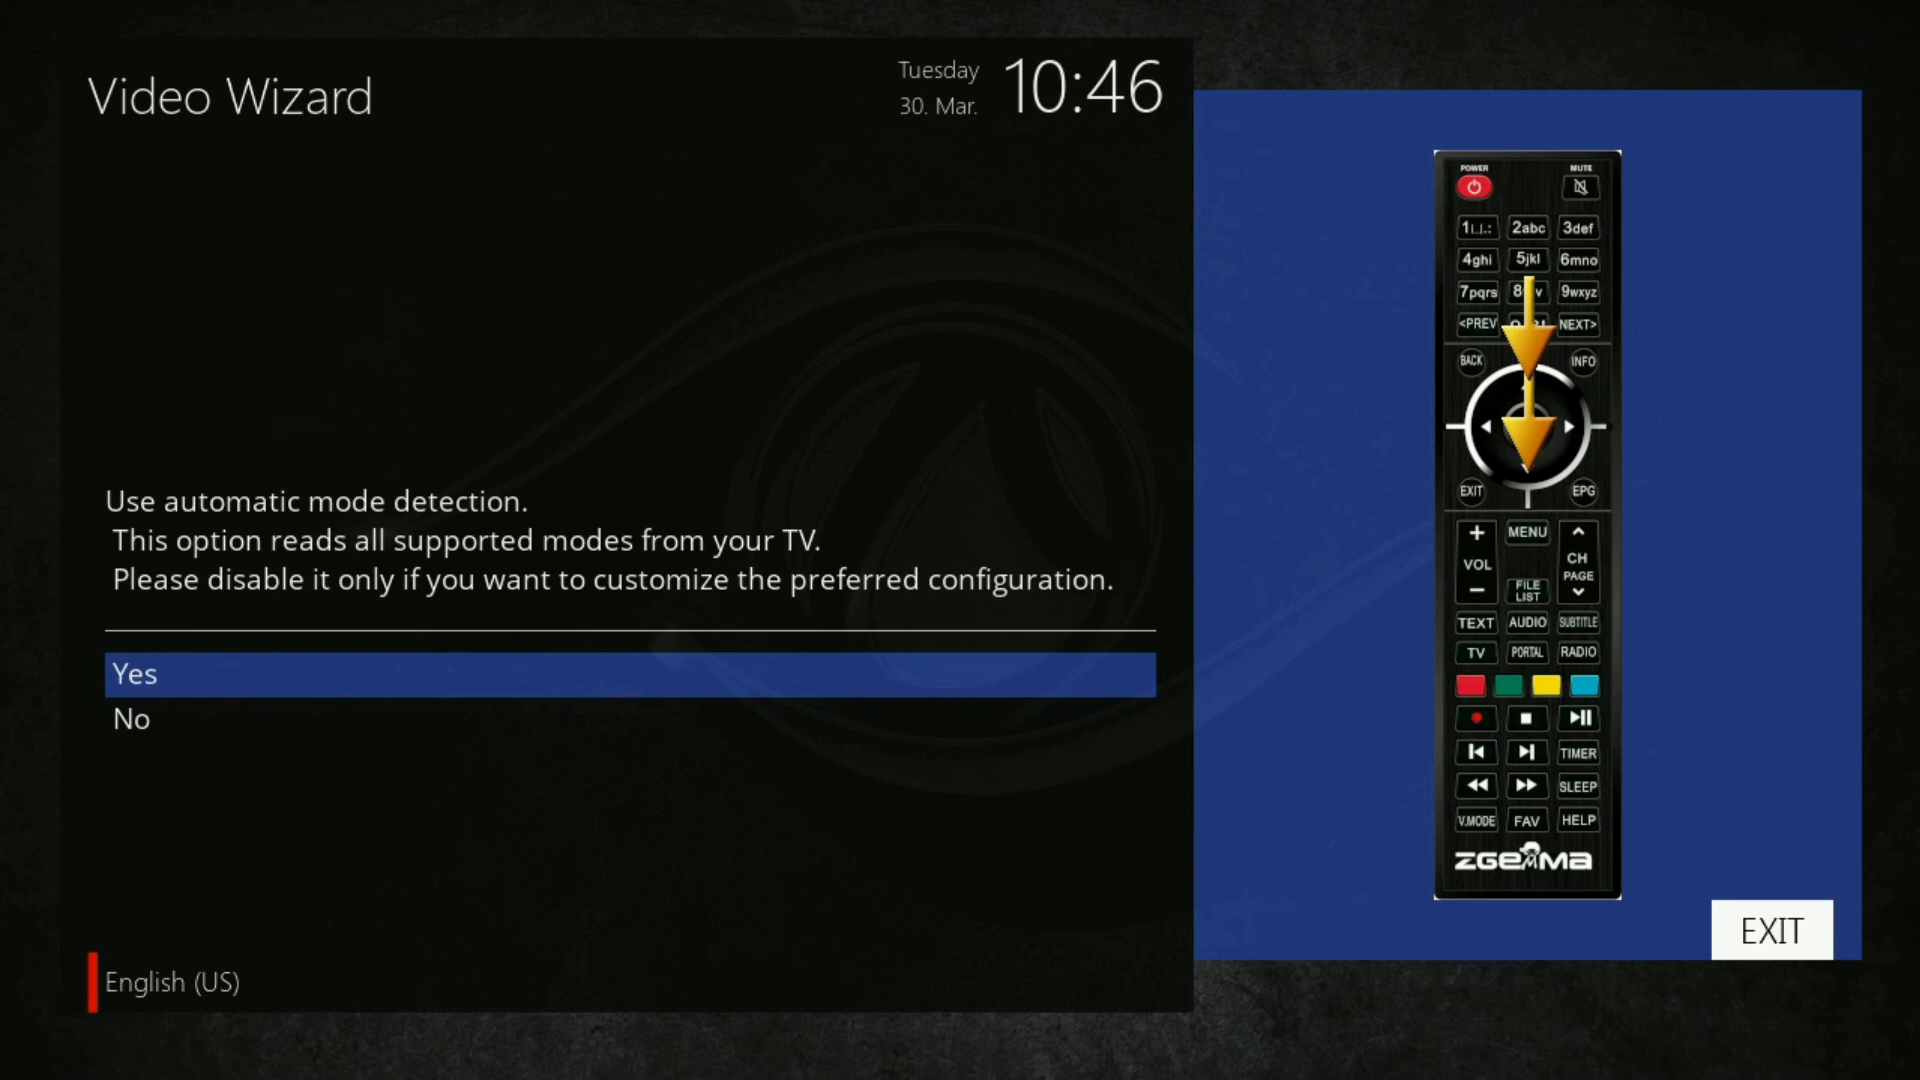 Video Wizard
Tuesday
30. Mar.
10:46
Use automatic mode detection.
This option reads all supported modes from your TV.
Please disable it only if you want to customize the preferred configuration.
Yes
No
English (US)
POWER MUTE
1 2abc 3def
4ghi 5jkl 6mno
7pqrs 8 v 9wxyz
<PREV NEXT>
BACK INFO
EXIT EPG
+ MENU
VOL CH
PAGE
− FILE
LIST
TEXT AUDIO SUBTITLE
TV PORTAL RADIO
TIMER
SLEEP
V.MODE FAV HELP
ZGEMMA
EXIT